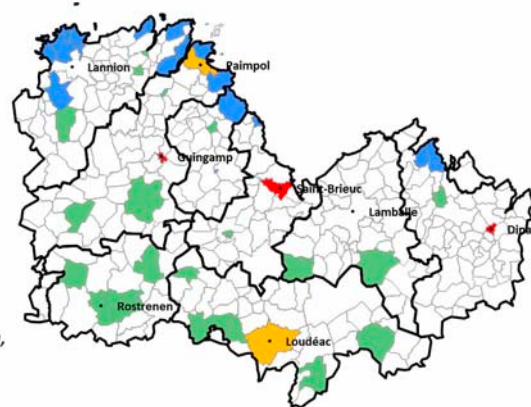 Lannion
Paimpol
Guingamp
Saint-Brieuc
Lamballe
Rostrenen
Loudéac